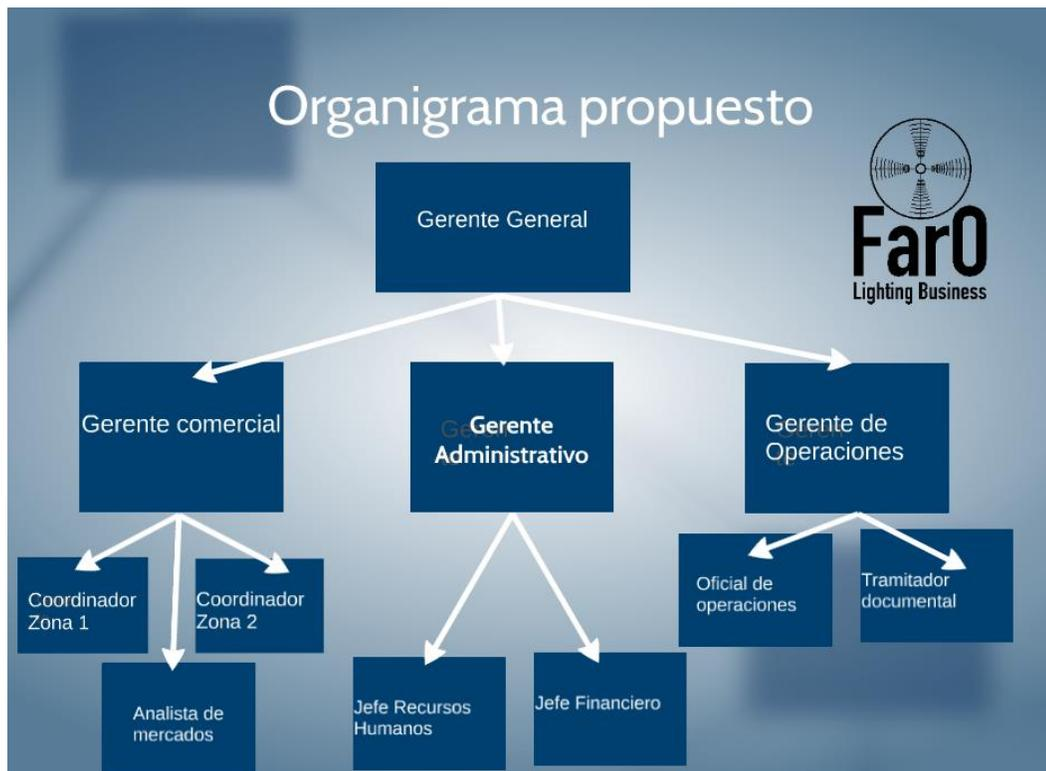 Organigrama propuesto
Gerente General
FarO
Lighting Business
Gerente comercial
Gerente
Administrativo
Gerente de
Operaciones
Coordinador
Zona 1
Coordinador
Zona 2
Analista de
mercados
Jefe Recursos
Humanos
Jefe Financiero
Oficial de
operaciones
Tramitador
documental